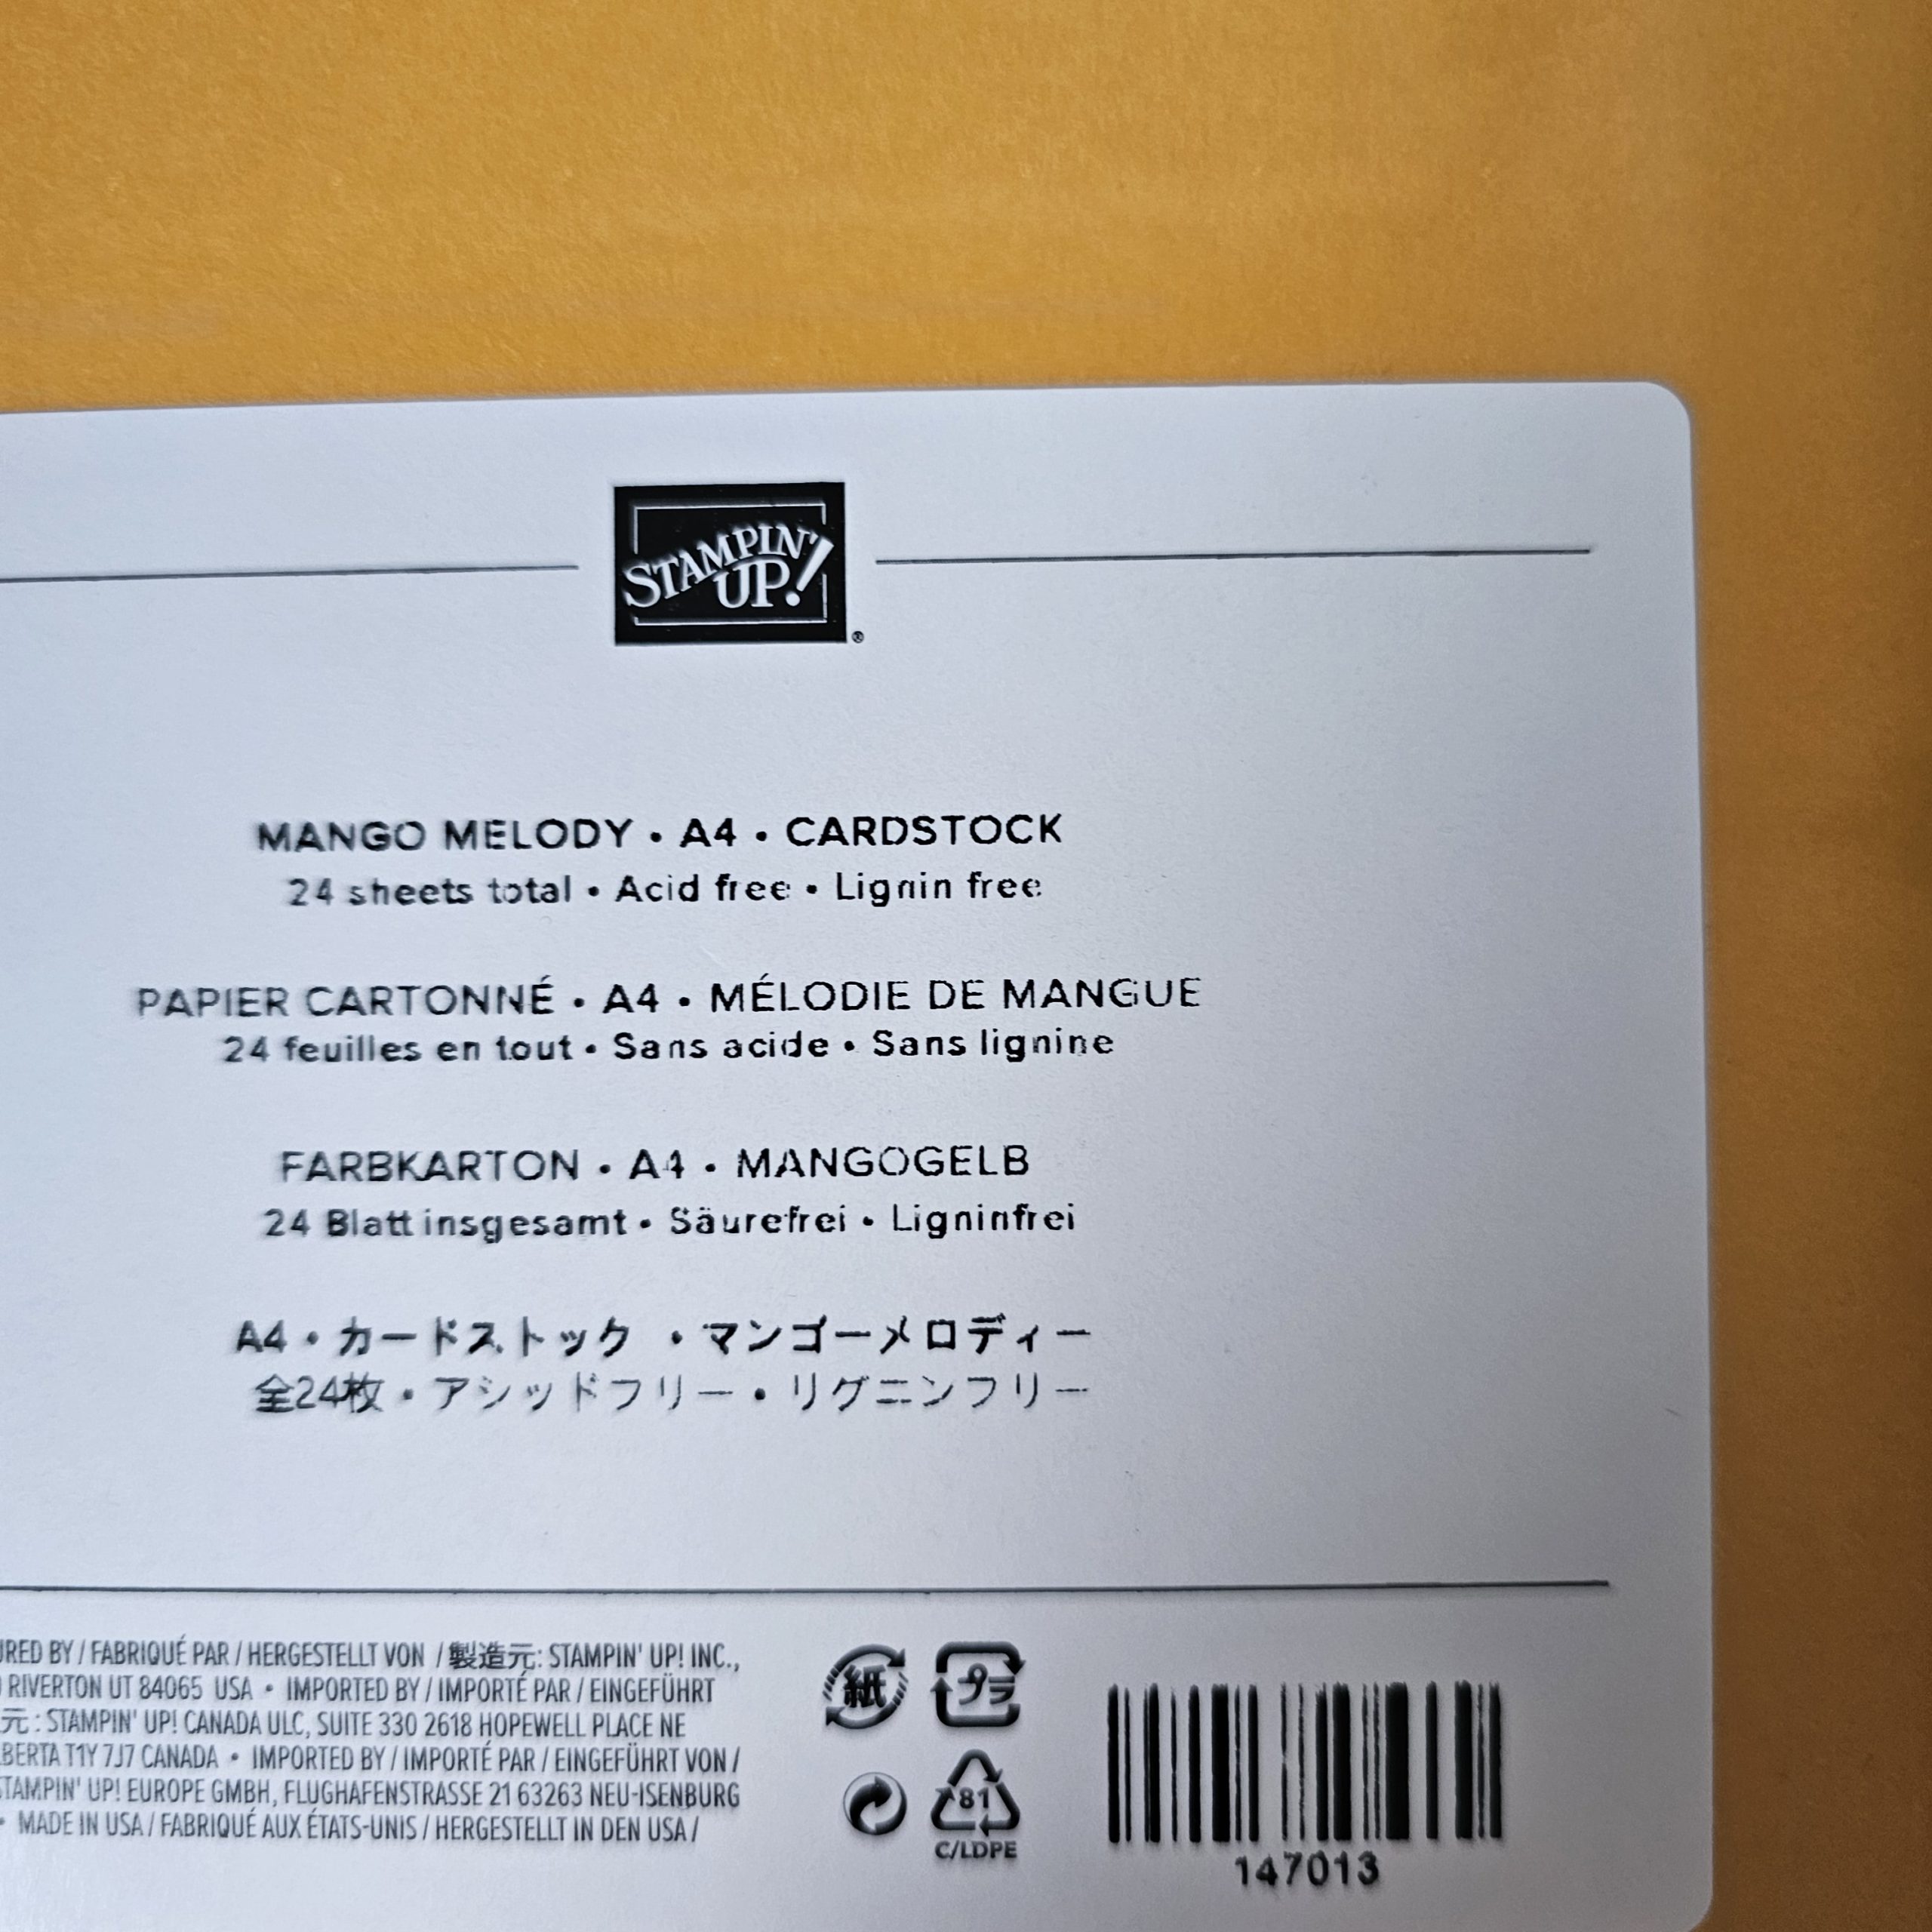 STAMPIN' UP!®
MANGO MELODY • A4 • CARDSTOCK
24 sheets total • Acid free • Lignin free
PAPIER CARTONNÉ • A4 • MÉLODIE DE MANGUE
24 feuilles en tout • Sans acide • Sans lignine
FARBKARTON • A4 • MANGOGELB
24 Blatt insgesamt • Säurefrei • Ligninfrei
A4・カードストック ・マンゴーメロディー
全24枚・アシッドフリー・リグニンフリー
BY / FABRIQUÉ PAR / HERGESTELLT VON / 製造元: STAMPIN' UP! INC.,
RIVERTON UT 84065 USA • IMPORTED BY / IMPORTÉ PAR / EINGEFÜHRT
元: STAMPIN' UP! CANADA ULC, SUITE 330 2618 HOPEWELL PLACE NE
T1Y 7J7 CANADA • IMPORTED BY / IMPORTÉ PAR / EINGEFÜHRT VON /
STAMPIN' UP! EUROPE GMBH, FLUGHAFENSTRASSE 21 63263 NEU-ISENBURG
• MADE IN USA / FABRIQUÉ AUX ÉTATS-UNIS / HERGESTELLT IN DEN USA /
紙 プラ
81
C/LDPE
147013